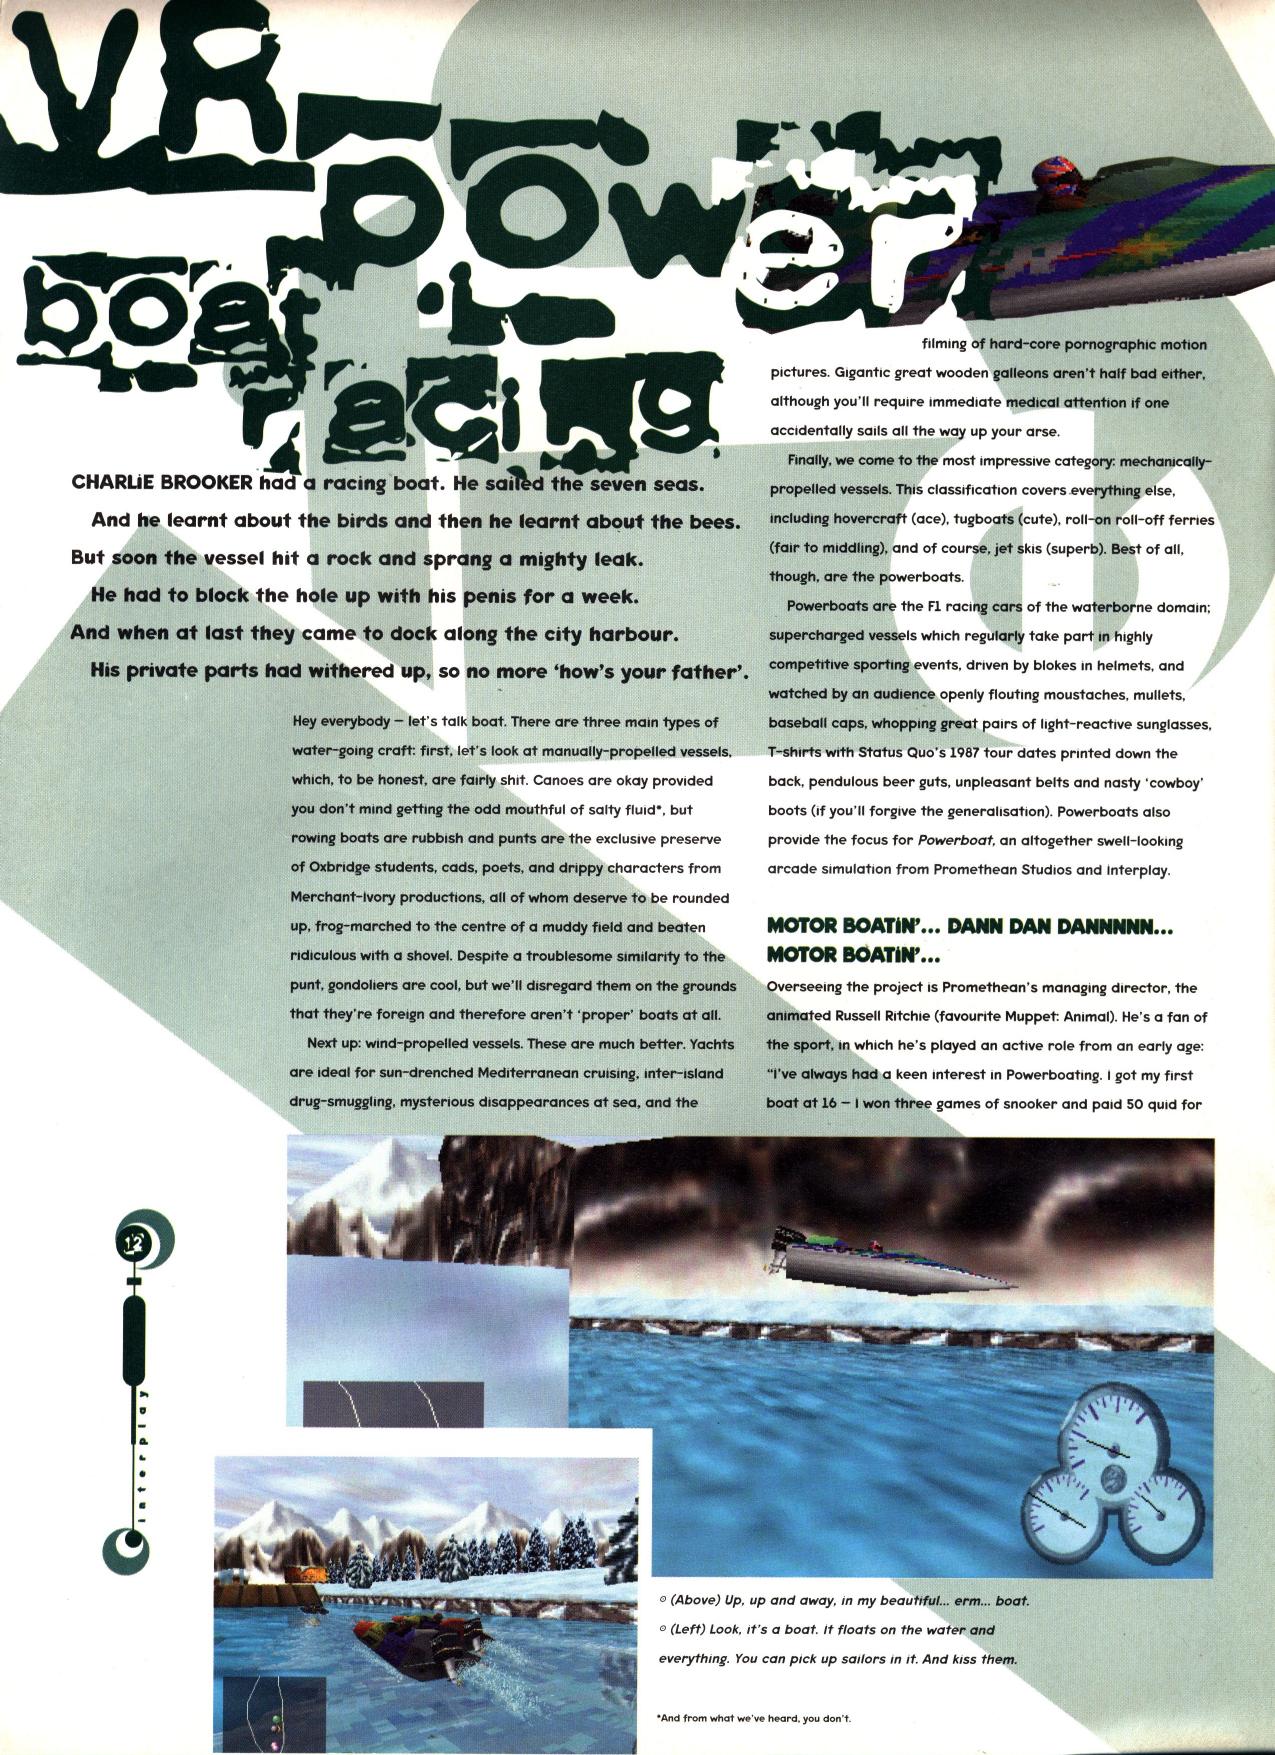 VR
power
boat
racing
CHARLiE BROOKER had a racing boat. He sailed the seven seas.
And he learnt about the birds and then he learnt about the bees.
But soon the vessel hit a rock and sprang a mighty leak.
He had to block the hole up with his penis for a week.
And when at last they came to dock along the city harbour.
His private parts had withered up, so no more 'how's your father'.
Hey everybody – let's talk boat. There are three main types of
water-going craft: first, let's look at manually-propelled vessels,
which, to be honest, are fairly shit. Canoes are okay provided
you don't mind getting the odd mouthful of salty fluid*, but
rowing boats are rubbish and punts are the exclusive preserve
of Oxbridge students, cads, poets, and drippy characters from
Merchant-Ivory productions, all of whom deserve to be rounded
up, frog-marched to the centre of a muddy field and beaten
ridiculous with a shovel. Despite a troublesome similarity to the
punt, gondoliers are cool, but we'll disregard them on the grounds
that they're foreign and therefore aren't 'proper' boats at all.
Next up: wind-propelled vessels. These are much better. Yachts
are ideal for sun-drenched Mediterranean cruising, inter-island
drug-smuggling, mysterious disappearances at sea, and the
filming of hard-core pornographic motion
pictures. Gigantic great wooden galleons aren't half bad either,
although you'll require immediate medical attention if one
accidentally sails all the way up your arse.
Finally, we come to the most impressive category: mechanically-
propelled vessels. This classification covers everything else,
including hovercraft (ace), tugboats (cute), roll-on roll-off ferries
(fair to middling), and of course, jet skis (superb). Best of all,
though, are the powerboats.
Powerboats are the F1 racing cars of the waterborne domain;
supercharged vessels which regularly take part in highly
competitive sporting events, driven by blokes in helmets, and
watched by an audience openly flouting moustaches, mullets,
baseball caps, whopping great pairs of light-reactive sunglasses,
T-shirts with Status Quo's 1987 tour dates printed down the
back, pendulous beer guts, unpleasant belts and nasty 'cowboy'
boots (if you'll forgive the generalisation). Powerboats also
provide the focus for Powerboat, an altogether swell-looking
arcade simulation from Promethean Studios and Interplay.
MOTOR BOATiN'... DANN DAN DANNNNN...
MOTOR BOATiN'...
Overseeing the project is Promethean's managing director, the
animated Russell Ritchie (favourite Muppet: Animal). He's a fan of
the sport, in which he's played an active role from an early age:
"I've always had a keen interest in Powerboating. I got my first
boat at 16 – I won three games of snooker and paid 50 quid for
12
interplay
(Above) Up, up and away, in my beautiful... erm... boat.
(Left) Look, it's a boat. It floats on the water and
everything. You can pick up sailors in it. And kiss them.
*And from what we've heard, you don't.